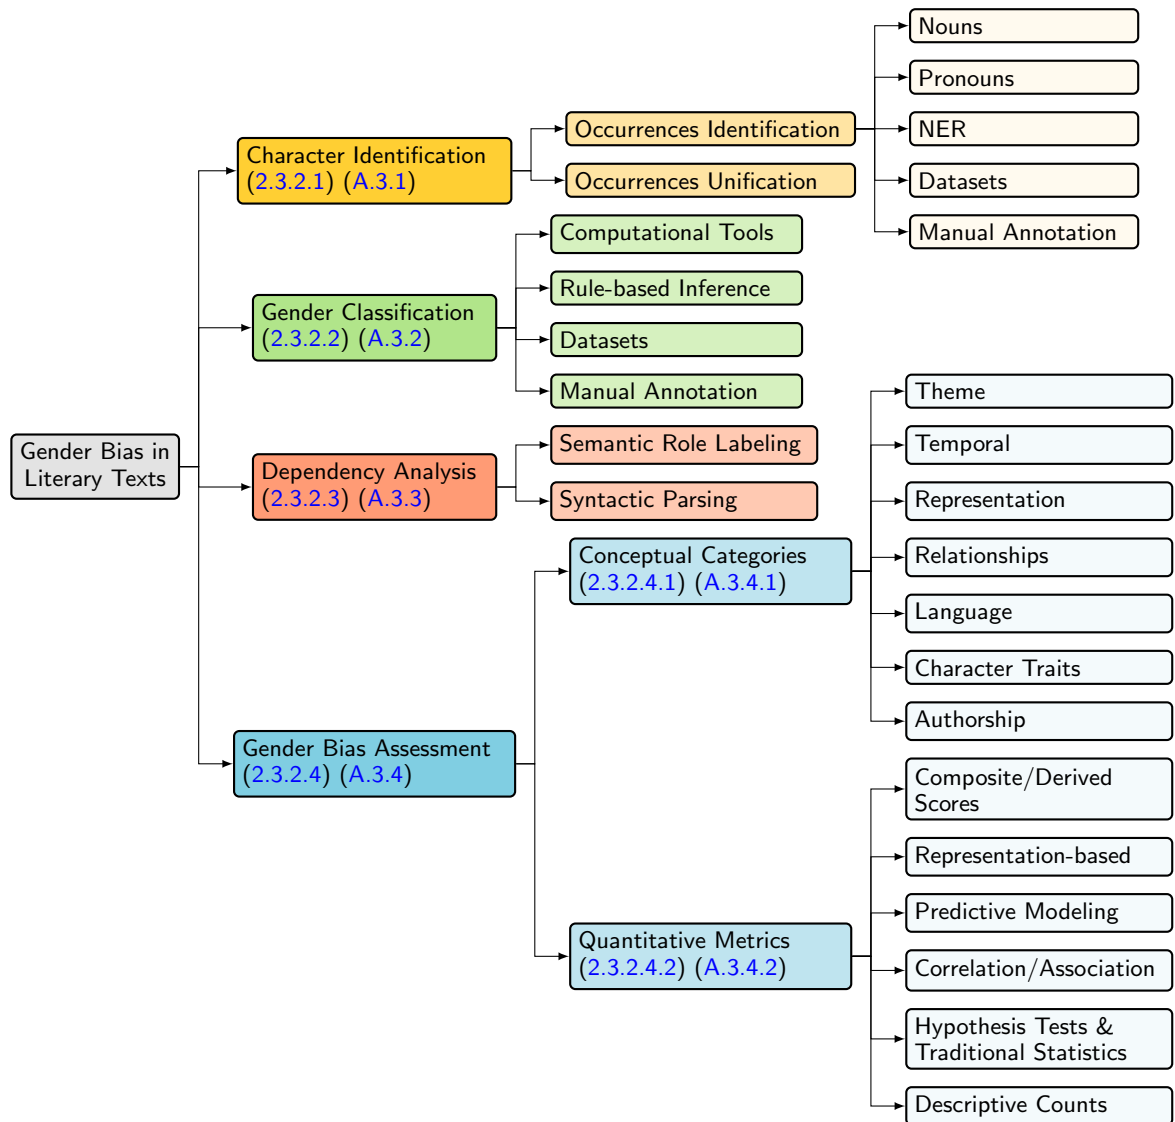 Gender Bias in
Literary Texts
Character Identification
(2.3.2.1) (A.3.1)
Occurrences Identification
Nouns
Pronouns
NER
Datasets
Manual Annotation
Occurrences Unification
Gender Classification
(2.3.2.2) (A.3.2)
Computational Tools
Rule-based Inference
Datasets
Manual Annotation
Dependency Analysis
(2.3.2.3) (A.3.3)
Semantic Role Labeling
Syntactic Parsing
Gender Bias Assessment
(2.3.2.4) (A.3.4)
Conceptual Categories
(2.3.2.4.1) (A.3.4.1)
Theme
Temporal
Representation
Relationships
Language
Character Traits
Authorship
Quantitative Metrics
(2.3.2.4.2) (A.3.4.2)
Composite/Derived
Scores
Representation-based
Predictive Modeling
Correlation/Association
Hypothesis Tests &
Traditional Statistics
Descriptive Counts